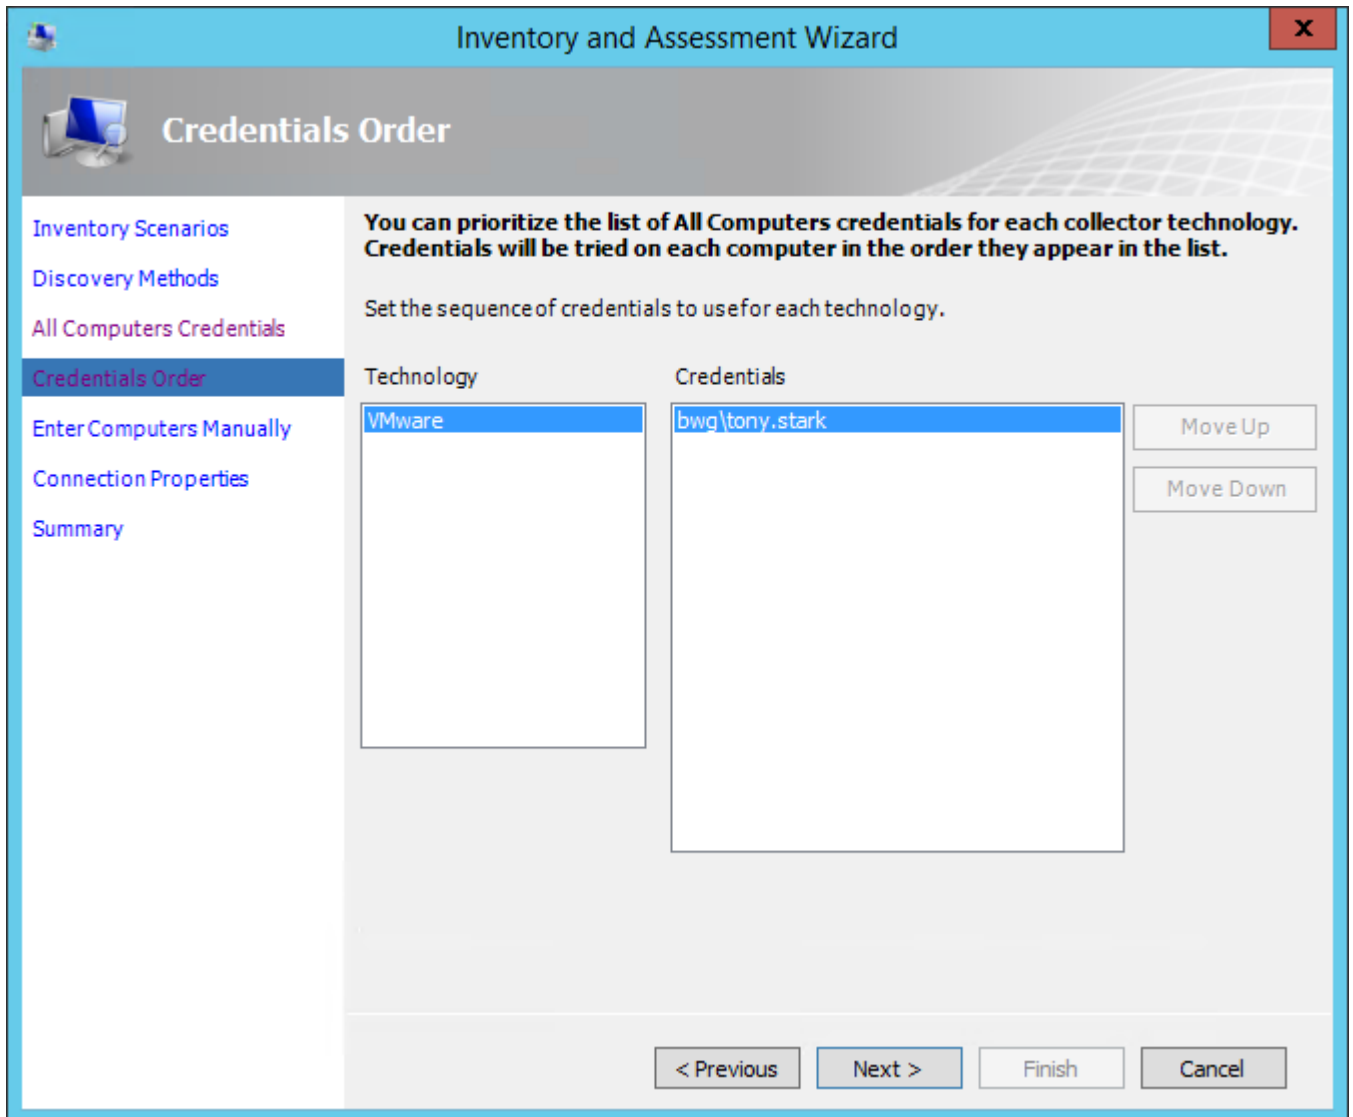 Inventory and Assessment Wizard
x
Credentials Order
Inventory Scenarios
Discovery Methods
All Computers Credentials
Credentials Order
Enter Computers Manually
Connection Properties
Summary
You can prioritize the list of All Computers credentials for each collector technology.
Credentials will be tried on each computer in the order they appear in the list.
Set the sequence of credentials to use for each technology.
Technology
Credentials
VMware
bwg\tony.stark
Move Up
Move Down
< Previous
Next >
Finish
Cancel